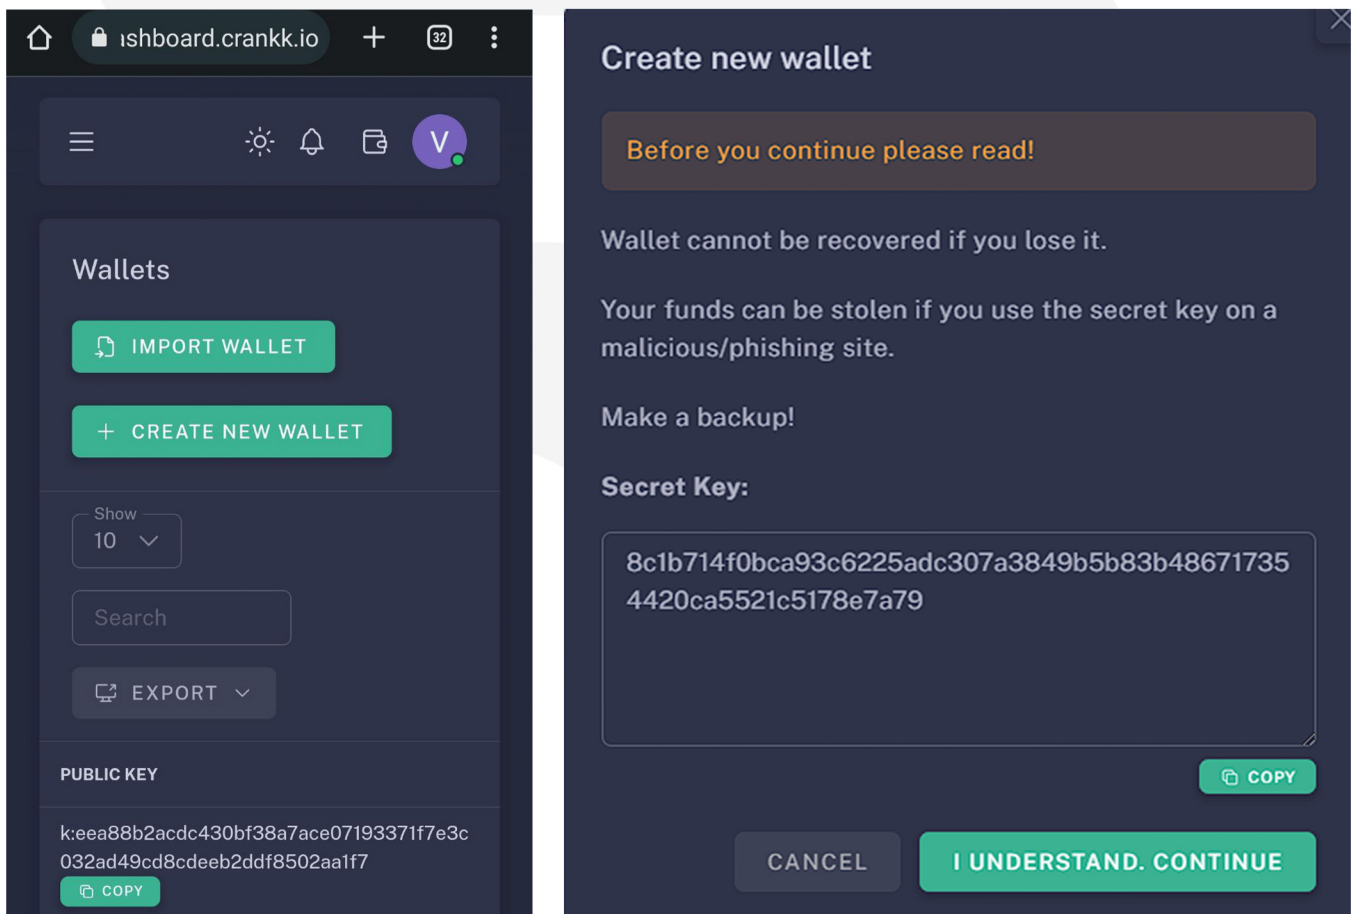 ashboard.crankk.io
32
V
Wallets
IMPORT WALLET
CREATE NEW WALLET
Show
10
Search
EXPORT
PUBLIC KEY
k:eea88b2acdc430bf38a7ace07193371f7e3c
032ad49cd8cdeeb2ddf8502aa1f7
COPY
Create new wallet
Before you continue please read!
Wallet cannot be recovered if you lose it.
Your funds can be stolen if you use the secret key on a
malicious/phishing site.
Make a backup!
Secret Key:
8c1b714f0bca93c6225adc307a3849b5b83b48671735
4420ca5521c5178e7a79
COPY
CANCEL
I UNDERSTAND. CONTINUE